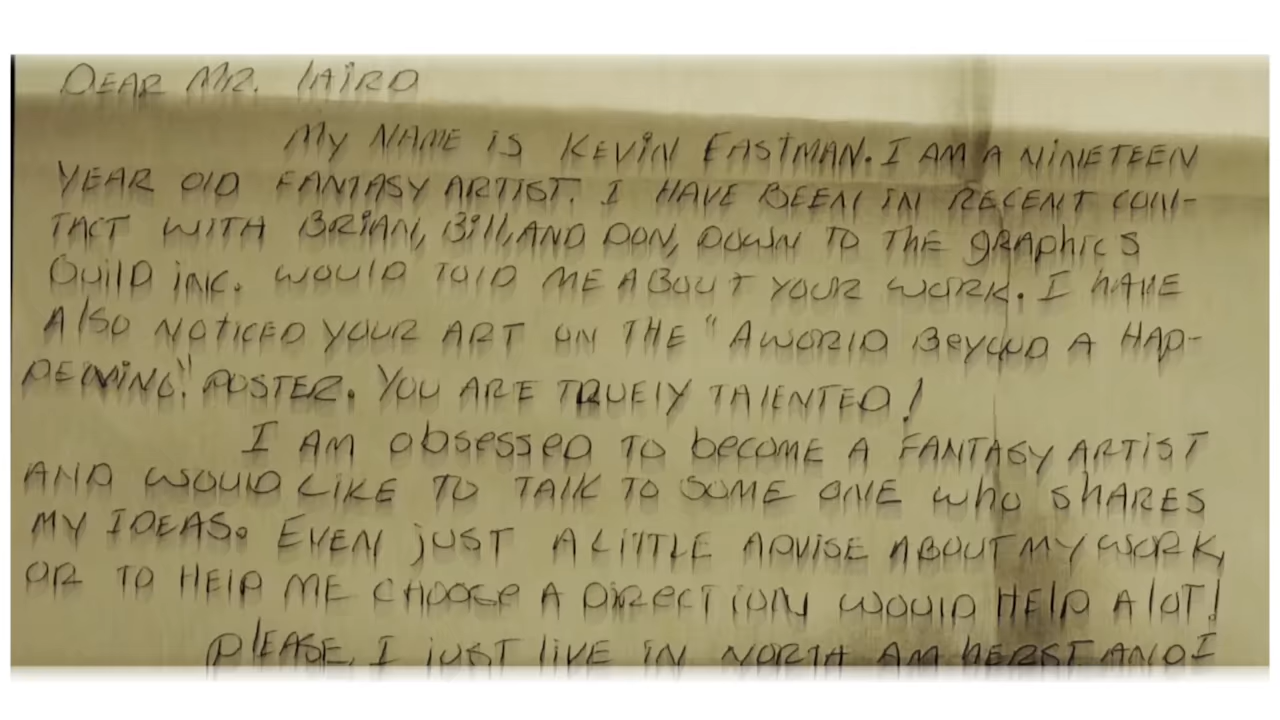 DEAR MR. LAIRD
MY NAME IS KEVIN EASTMAN. I AM A NINETEEN
YEAR OLD FANTASY ARTIST. I HAVE BEEN IN RECENT CON-
TACT WITH BRIAN, Bill, AND DON, DOWN TO THE GRAPHICS
GUILD INC. WOULD TOLD ME ABOUT YOUR WORK. I HAVE
ALSO NOTICED YOUR ART ON THE "A WORLD BEYOND A HAP-
PENNING" POSTER. YOU ARE TRUELY TALENTED!
I AM ObSESSED TO bECOME A FANTASY ARTIST
AND WOULD LIKE TO TALK TO SOME ONE WhO ShARES
MY IDEAS. EVEN jUST A LITTLE ADVISE ABOUT MY WORK,
OR TO HELP ME CHOOSE A DIRECTION WOULD HELP A LOT!
PLEASE, I jUST LIVE IN NORTH AMHERST AND I